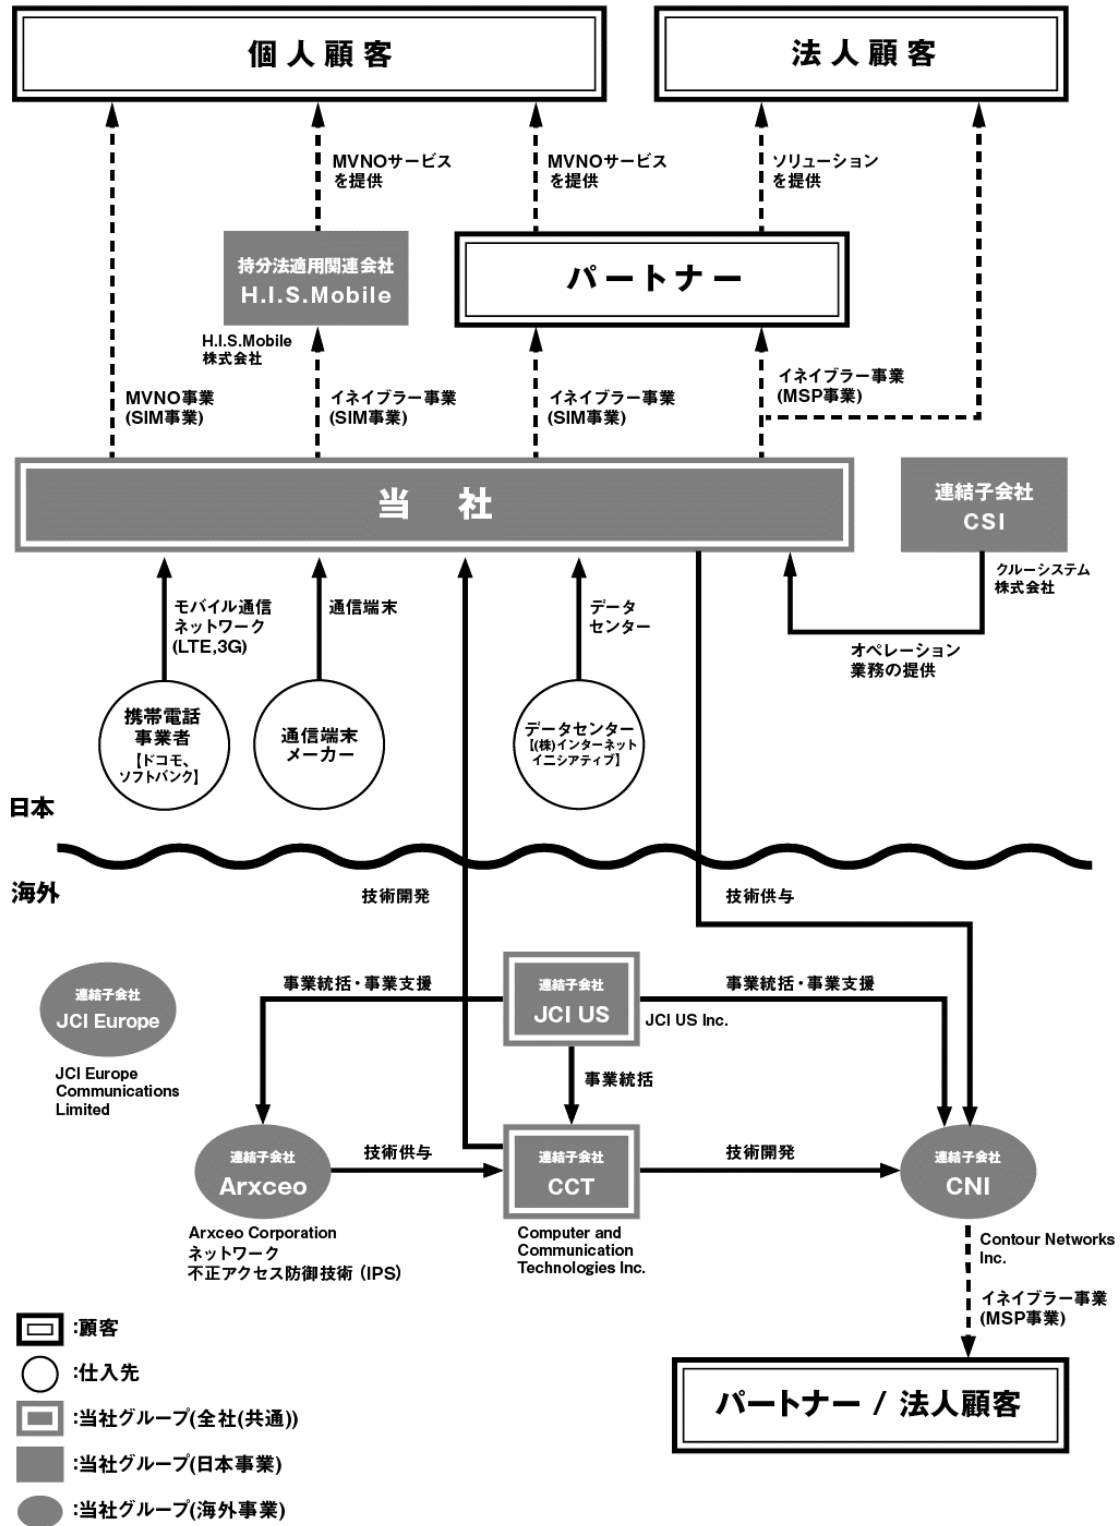 個人顧客
法人顧客
MVNOサービス
を提供
MVNOサービス
を提供
ソリューション
を提供
持分法適用関連会社
H.I.S.Mobile
パートナー
H.I.S.Mobile
株式会社
MVNO事業
(SIM事業)
イネイブラー事業
(SIM事業)
イネイブラー事業
(SIM事業)
イネイブラー事業
(MSP事業)
当 社
連結子会社
CSI
クルーシステム
株式会社
モバイル通信
ネットワーク
(LTE,3G)
通信端末
データ
センター
オペレーション
業務の提供
携帯電話
事業者
【ドコモ、
ソフトバンク】
通信端末
メーカー
データセンター
【(株)インターネット
イニシアティブ】
日本
海外
技術開発
技術供与
連結子会社
JCI Europe
JCI Europe
Communications
Limited
事業統括・事業支援
連結子会社
JCI US
JCI US Inc.
事業統括・事業支援
事業統括
連結子会社
Arxceo
Arxceo Corporation
ネットワーク
不正アクセス防御技術（IPS）
技術供与
連結子会社
CCT
Computer and
Communication
Technologies Inc.
技術開発
連結子会社
CNI
Contour Networks
Inc.
イネイブラー事業
(MSP事業)
パートナー / 法人顧客
:顧客
:仕入先
:当社グループ(全社(共通))
:当社グループ(日本事業)
:当社グループ(海外事業)